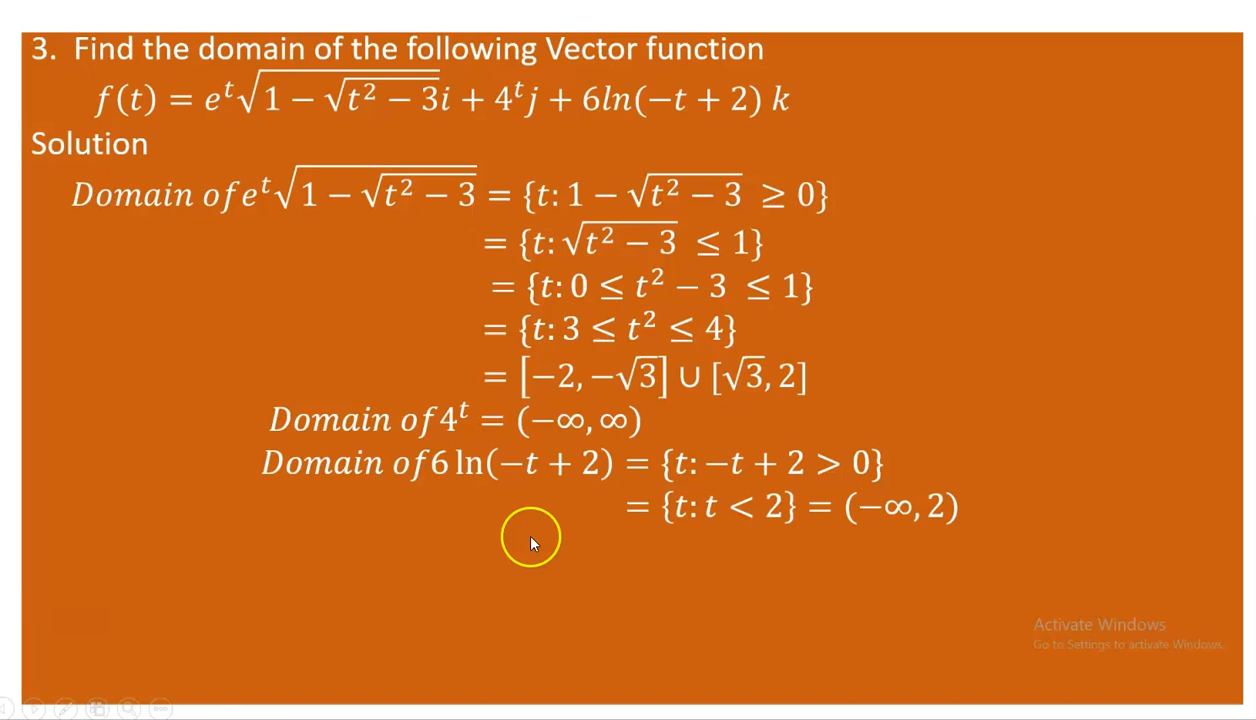 3. Find the domain of the following Vector function
f(t) = e^t√(1 − √(t² − 3))i + 4^t j + 6ln(−t + 2) k
Solution
Domain of e^t√(1 − √(t² − 3)) = {t: 1 − √(t² − 3) ≥ 0}
= {t: √(t² − 3) ≤ 1}
= {t: 0 ≤ t² − 3 ≤ 1}
= {t: 3 ≤ t² ≤ 4}
= [−2, −√3] ∪ [√3, 2]
Domain of 4^t = (−∞, ∞)
Domain of 6 ln(−t + 2) = {t: −t + 2 > 0}
= {t: t < 2} = (−∞, 2)
Activate Windows
Go to Settings to activate Windows.